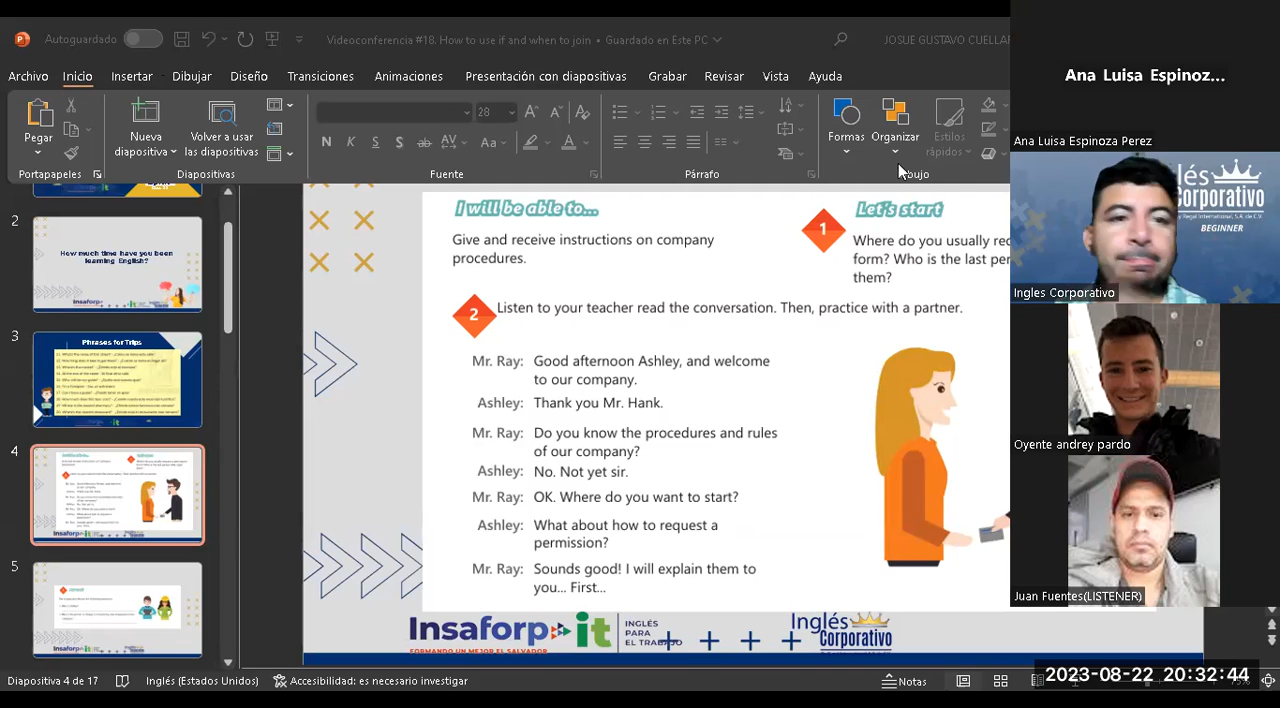 Autoguardado
Videoconferencia #18. How to use if and when to join • Guardado en Este PC
JOSUE GUSTAVO CUELLAR
Archivo Inicio Insertar Dibujar Diseño Transiciones Animaciones Presentación con diapositivas Grabar Revisar Vista Ayuda
Pegar
Nueva
diapositiva
Volver a usar
las diapositivas
28
N K S S ab AV Aa A
Formas
Organizar
Estilos
rápidos
Portapapeles
Diapositivas
Fuente
Párrafo
bujo
2
How much time have you been
learning English?
3
Phrases for Trips
4
5
I will be able to...
Give and receive instructions on company
procedures.
Let's start
1
Where do you usually rec
form? Who is the last per
them?
2
Listen to your teacher read the conversation. Then, practice with a partner.
Mr. Ray: Good afternoon Ashley, and welcome
to our company.
Ashley: Thank you Mr. Hank.
Mr. Ray: Do you know the procedures and rules
of our company?
Ashley: No. Not yet sir.
Mr. Ray: OK. Where do you want to start?
Ashley: What about how to request a
permission?
Mr. Ray: Sounds good! I will explain them to
you... First...
Insaforp it
FORMANDO UN MEJOR EL SALVADOR
INGLÉS
PARA
EL TRABAJO
Inglés
Corporativo
Ana Luisa Espinoz...
Ana Luisa Espinoza Perez
glés
rporativo
y Regal International, S.A. de C.V.
BEGINNER
Ingles Corporativo
Oyente andrey pardo
Juan Fuentes(LISTENER)
Diapositiva 4 de 17
Inglés (Estados Unidos)
Accesibilidad: es necesario investigar
Notas
2023-08-22 20:32:44